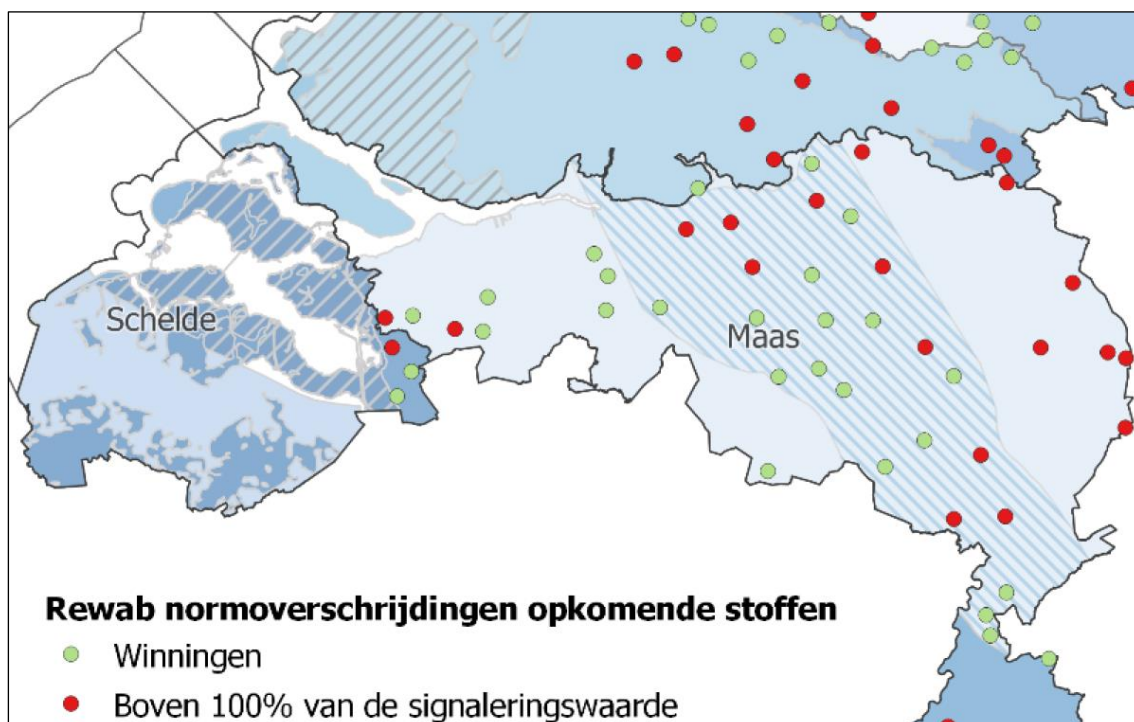 Schelde
Maas
Rewab normoverschrijdingen opkomende stoffen
Winningen
Boven 100% van de signaleringswaarde